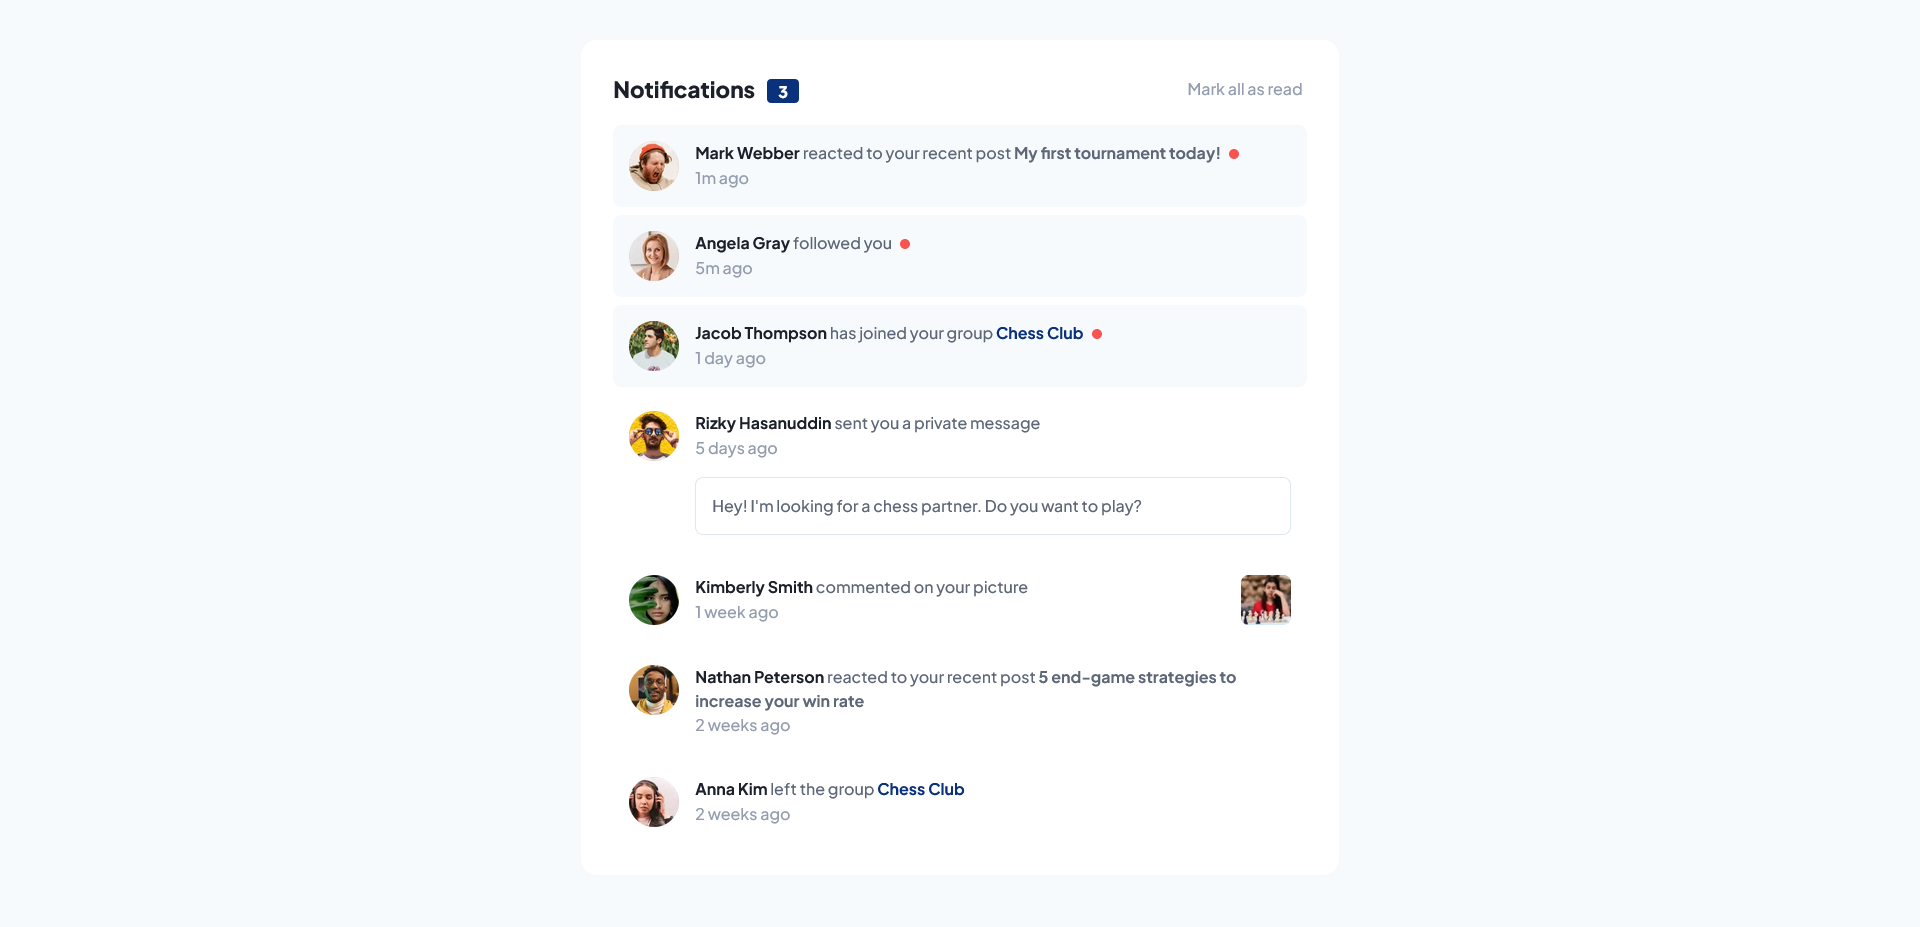 Notifications 3
Mark all as read
Mark Webber reacted to your recent post My first tournament today!
1m ago
Angela Gray followed you
5m ago
Jacob Thompson has joined your group Chess Club
1 day ago
Rizky Hasanuddin sent you a private message
5 days ago
Hey! I'm looking for a chess partner. Do you want to play?
Kimberly Smith commented on your picture
1 week ago
Nathan Peterson reacted to your recent post 5 end-game strategies to
increase your win rate
2 weeks ago
Anna Kim left the group Chess Club
2 weeks ago